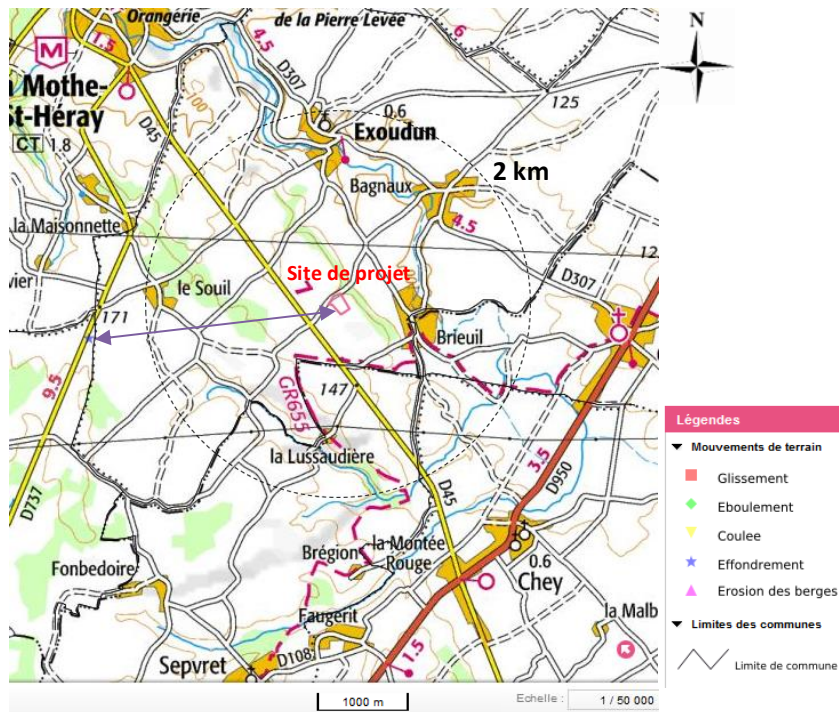 Orangérie
de la Pierre Levée
4.5
6
N
M
1.5
D307
a Mothe-
St-Héray
CT 1.8
100
D45
0.6
Exoudun
125
2 km
Bagnaux
la Maisonnette
4.5
12
vier
le Souil
Site de projet
D307
171
Brieuil
9.5
GR655
147
la Lussaudière
3.5
D950
D737
D45
Fonbedoire
Brégion
la Montée
Rouge
0.6
Chey
la Malb
Faugerit
D108
1.5
Sepvret
Légendes
Mouvements de terrain
Glissement
Eboulement
Coulee
Effondrement
Erosion des berges
Limites des communes
Limite de commune
1000 m
Echelle :
1 / 50 000